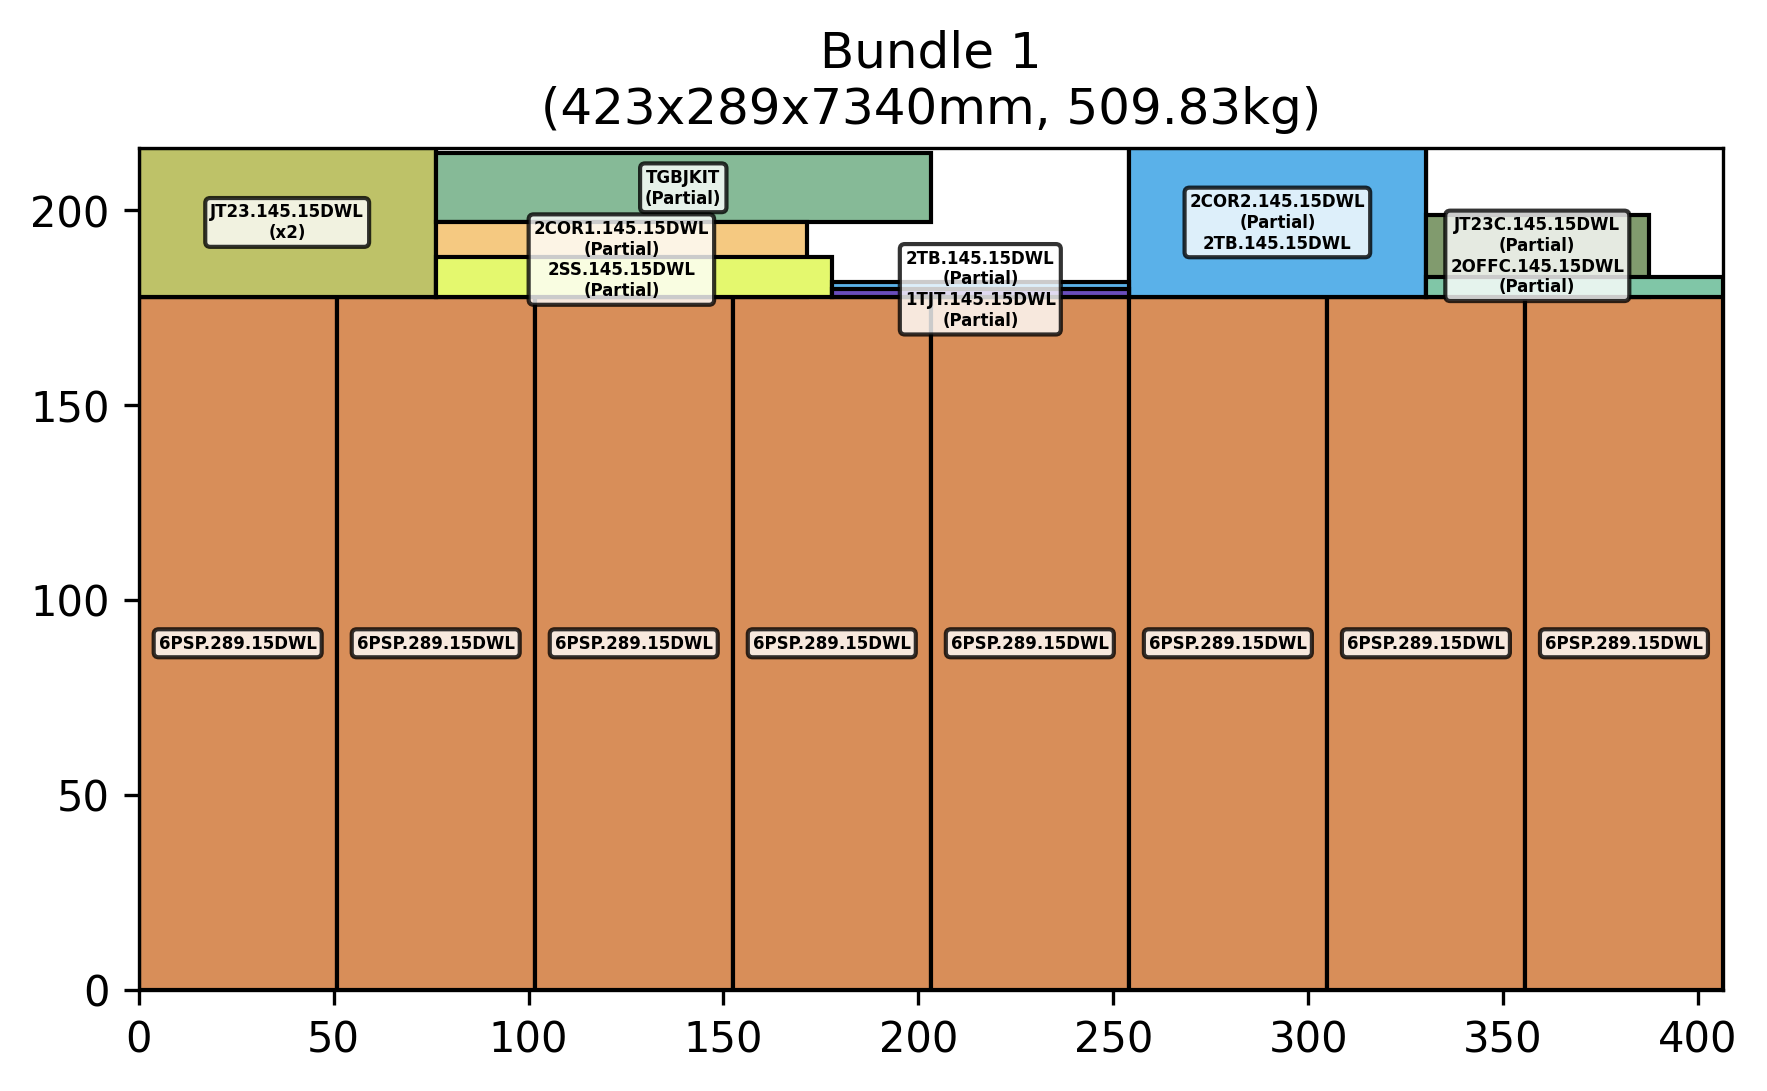 Bundle 1
(423x289x7340mm, 509.83kg)
200
150
100
50
0
JT23.145.15DWL
(x2)
TGBJKIT
(Partial)
2COR1.145.15DWL
(Partial)
2SS.145.15DWL
(Partial)
2TB.145.15DWL
(Partial)
1TJT.145.15DWL
(Partial)
2COR2.145.15DWL
(Partial)
2TB.145.15DWL
JT23C.145.15DWL
(Partial)
2OFFC.145.15DWL
(Partial)
6PSP.289.15DWL
6PSP.289.15DWL
6PSP.289.15DWL
6PSP.289.15DWL
6PSP.289.15DWL
6PSP.289.15DWL
6PSP.289.15DWL
6PSP.289.15DWL
0
50
100
150
200
250
300
350
400